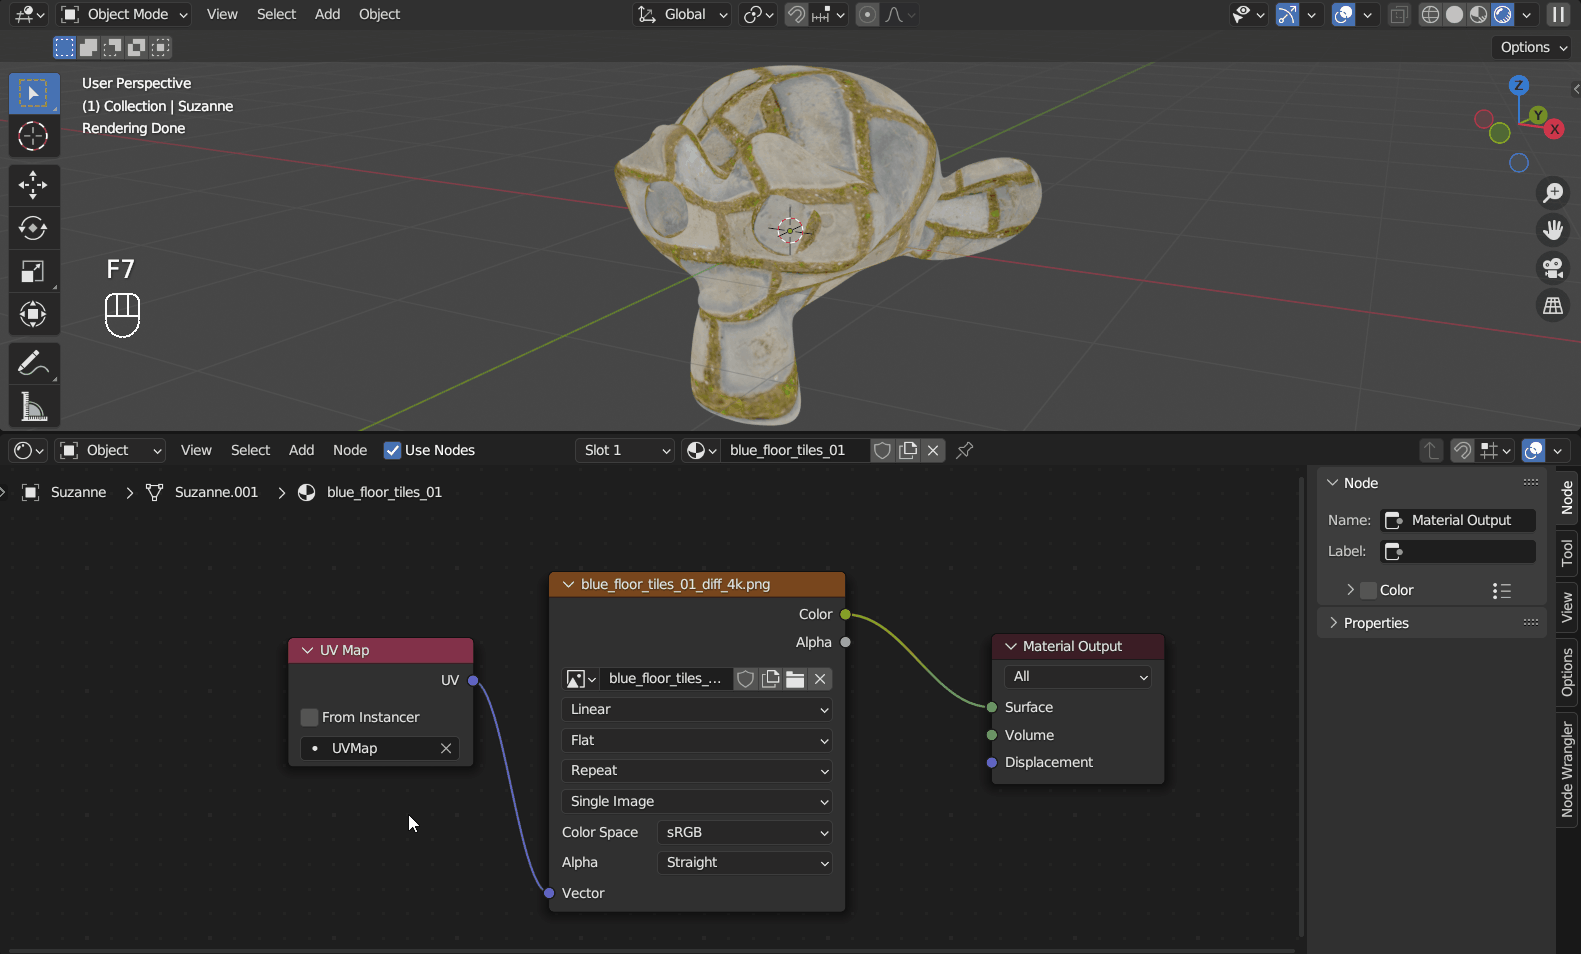 Object Mode
View
Select
Add
Object
Global
Options
User Perspective
(1) Collection | Suzanne
Rendering Done
Z
Y
X
F7
Object
View
Select
Add
Node
Use Nodes
Slot 1
blue_floor_tiles_01
Suzanne
Suzanne.001
blue_floor_tiles_01
UV Map
UV
From Instancer
UVMap
blue_floor_tiles_01_diff_4k.png
Color
Alpha
blue_floor_tiles_...
Linear
Flat
Repeat
Single Image
Color Space
sRGB
Alpha
Straight
Vector
Material Output
All
Surface
Volume
Displacement
Node
Name:
Material Output
Label:
Color
Properties
Node
Tool
View
Options
Node Wrangler